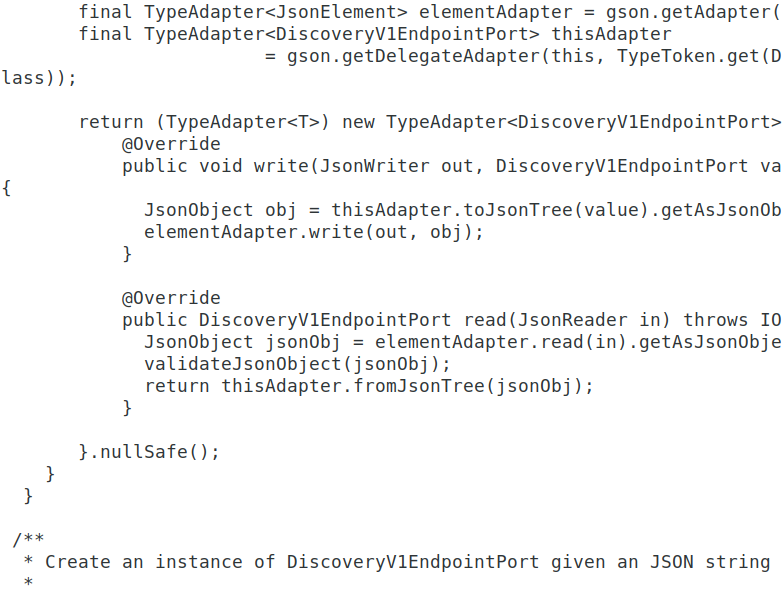 final TypeAdapter<JsonElement> elementAdapter = gson.getAdapter(
final TypeAdapter<DiscoveryV1EndpointPort> thisAdapter
= gson.getDelegateAdapter(this, TypeToken.get(D
lass));
return (TypeAdapter<T>) new TypeAdapter<DiscoveryV1EndpointPort>
@Override
public void write(JsonWriter out, DiscoveryV1EndpointPort va
{
JsonObject obj = thisAdapter.toJsonTree(value).getAsJsonOb
elementAdapter.write(out, obj);
}
@Override
public DiscoveryV1EndpointPort read(JsonReader in) throws IO
JsonObject jsonObj = elementAdapter.read(in).getAsJsonObje
validateJsonObject(jsonObj);
return thisAdapter.fromJsonTree(jsonObj);
}
}.nullSafe();
}
}
/**
* Create an instance of DiscoveryV1EndpointPort given an JSON string
*